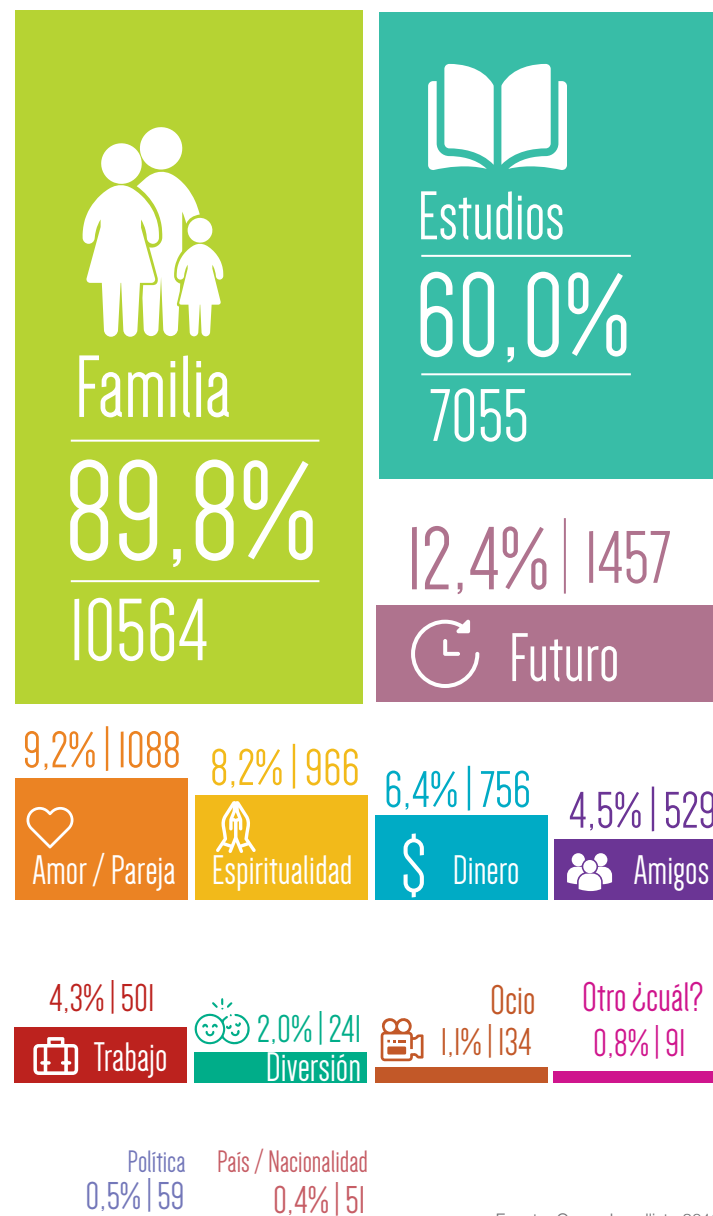 Familia
89,8%
10564
Estudios
60,0%
7055
12,4% | 1457
Futuro
9,2% | 1088
Amor / Pareja
8,2% | 966
Espiritualidad
6,4% | 756
$ Dinero
4,5% | 529
Amigos
4,3% | 501
Trabajo
2,0% | 241
Diversión
Ocio
1,1% | 134
Otro ¿cuál?
0,8% | 91
Política
0,5% | 59
País / Nacionalidad
0,4% | 51